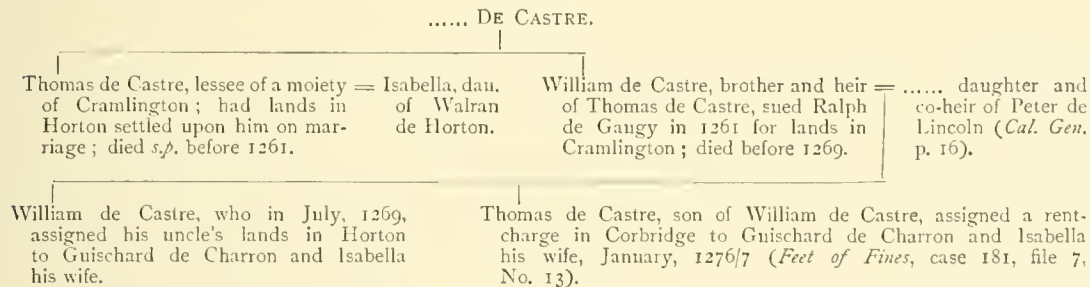 ...... DE CASTRE.
Thomas de Castre, lessee of a moiety
of Cramlington ; had lands in
Horton settled upon him on mar-
riage ; died s.p. before 1261.
= Isabella, dau.
of Walran
de Horton.
William de Castre, brother and heir
of Thomas de Castre, sued Ralph
de Gaugy in 1261 for lands in
Cramlington ; died before 1269.
= ...... daughter and
co-heir of Peter de
Lincoln (Cal. Gen.
p. 16).
William de Castre, who in July, 1269,
assigned his uncle's lands in Horton
to Guischard de Charron and Isabella
his wife.
Thomas de Castre, son of William de Castre, assigned a rent-
charge in Corbridge to Guischard de Charron and Isabella
his wife, January, 1276/7 (Feet of Fines, case 181, file 7,
No. 13).